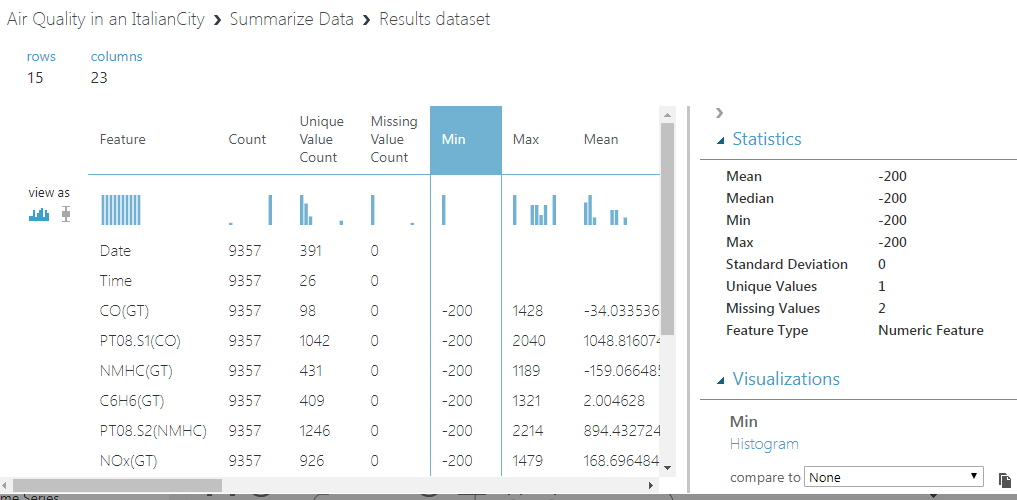 Air Quality in an ItalianCity › Summarize Data › Results dataset
rows columns
15 23
Feature Count Unique Value Count Missing Value Count Min Max Mean
view as
Date 9357 391 0
Time 9357 26 0
CO(GT) 9357 98 0 -200 1428 -34.033536
PT08.S1(CO) 9357 1042 0 -200 2040 1048.816074
NMHC(GT) 9357 431 0 -200 1189 -159.066485
C6H6(GT) 9357 409 0 -200 1321 2.004628
PT08.S2(NMHC) 9357 1246 0 -200 2214 894.432724
NOx(GT) 9357 926 0 -200 1479 168.696484
Statistics
Mean -200
Median -200
Min -200
Max -200
Standard Deviation 0
Unique Values 1
Missing Values 2
Feature Type Numeric Feature
Visualizations
Min
Histogram
compare to None